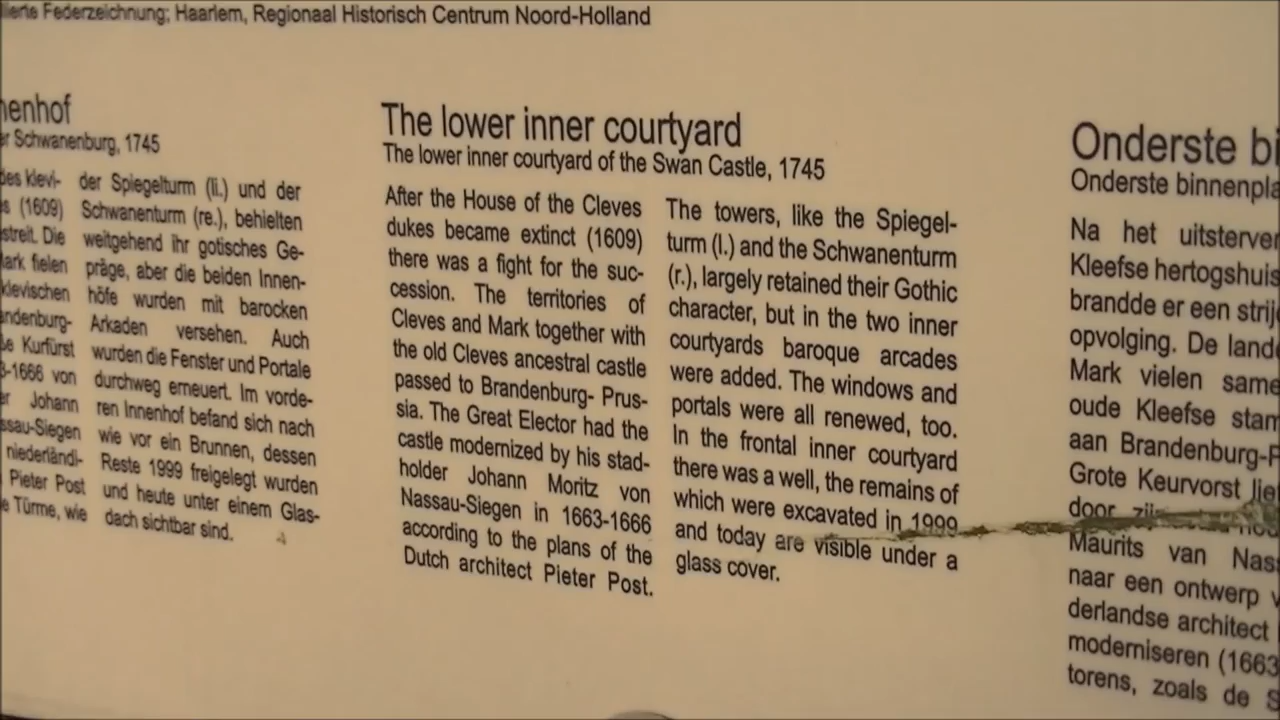 lierte Federzeichnung; Haarlem, Regionaal Historisch Centrum Noord-Holland
nenhof
er Schwanenburg, 1745
des klevi-
s (1609)
streit. Die
Mark fielen
klevischen
andenburg-
ße Kurfürst
3-1666 von
er Johann
ssau-Siegen
niederländi-
Pieter Post
e Türme, wie
der Spiegelturm (li.) und der
Schwanenturm (re.), behielten
weitgehend ihr gotisches Ge-
präge, aber die beiden Innen-
höfe wurden mit barocken
Arkaden versehen. Auch
wurden die Fenster und Portale
durchweg erneuert. Im vorde-
ren Innenhof befand sich nach
wie vor ein Brunnen, dessen
Reste 1999 freigelegt wurden
und heute unter einem Glas-
dach sichtbar sind.
The lower inner courtyard
The lower inner courtyard of the Swan Castle, 1745
After the House of the Cleves
dukes became extinct (1609)
there was a fight for the suc-
cession. The territories of
Cleves and Mark together with
the old Cleves ancestral castle
passed to Brandenburg- Prus-
sia. The Great Elector had the
castle modernized by his stad-
holder Johann Moritz von
Nassau-Siegen in 1663-1666
according to the plans of the
Dutch architect Pieter Post.
The towers, like the Spiegel-
turm (l.) and the Schwanenturm
(r.), largely retained their Gothic
character, but in the two inner
courtyards baroque arcades
were added. The windows and
portals were all renewed, too.
In the frontal inner courtyard
there was a well, the remains of
which were excavated in 1999
and today are visible under a
glass cover.
Onderste bi
Onderste binnenpla
Na het uitsterven
Kleefse hertogshuis
brandde er een strij
opvolging. De lande
Mark vielen same
oude Kleefse stam
aan Brandenburg-P
Grote Keurvorst liet
door
Maurits van Nass
naar een ontwerp v
derlandse architect
moderniseren (1663
torens, zoals de S